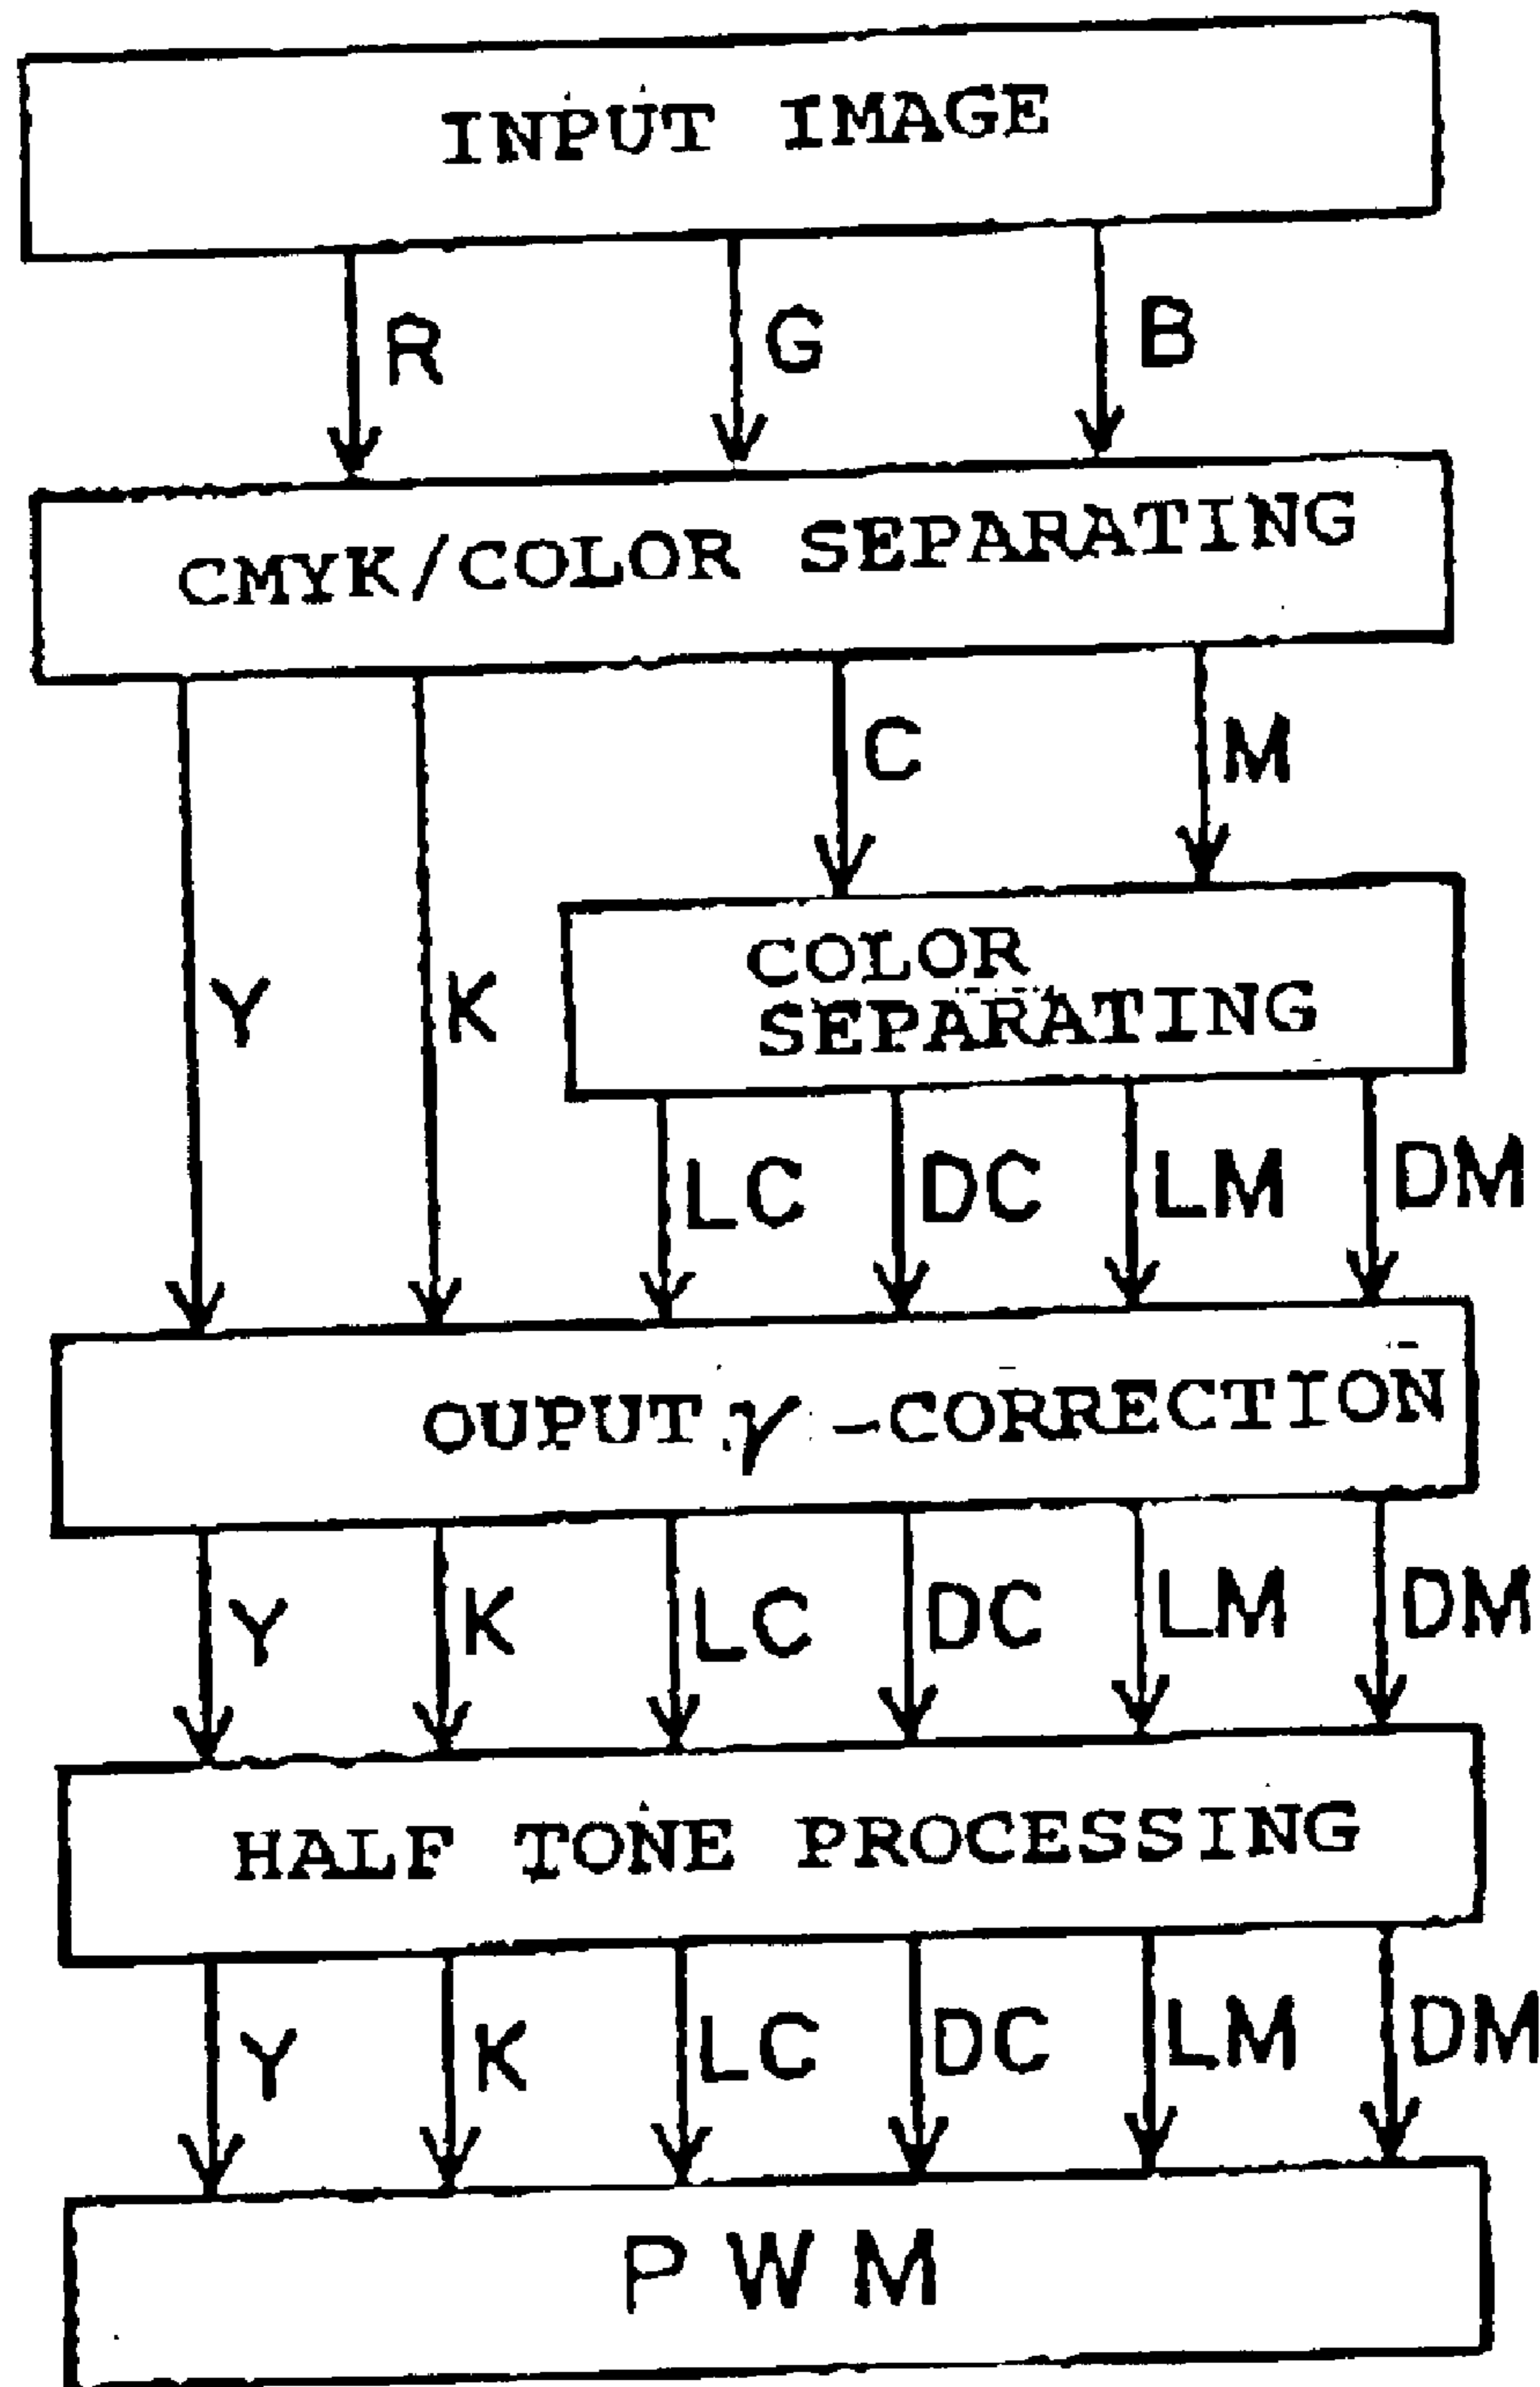 INPUT IMAGE
R G B
CMYK/COLOR SEPARATING
C M
COLOR
SEPARATING
Y K
LC DC LM DM
OUPUT γ-CORRECTION
Y K LC DC LM DM
HALF TONE PROCESSING
Y K LC DC LM DM
PWM